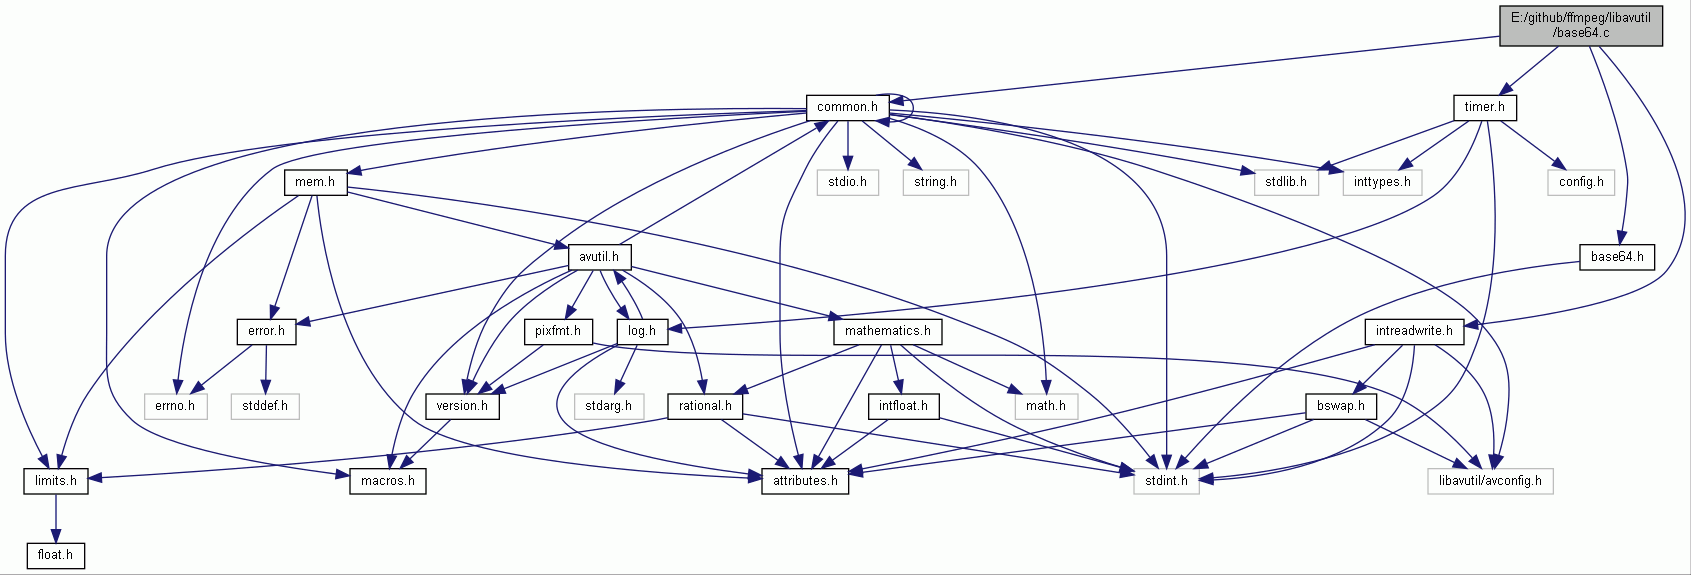 E:/github/ffmpeg/libavutil
/base64.c
common.h
timer.h
mem.h
stdio.h
string.h
stdlib.h
inttypes.h
config.h
avutil.h
base64.h
error.h
pixfmt.h
log.h
mathematics.h
intreadwrite.h
errno.h
stddef.h
version.h
stdarg.h
rational.h
intfloat.h
math.h
bswap.h
limits.h
macros.h
attributes.h
stdint.h
libavutil/avconfig.h
float.h